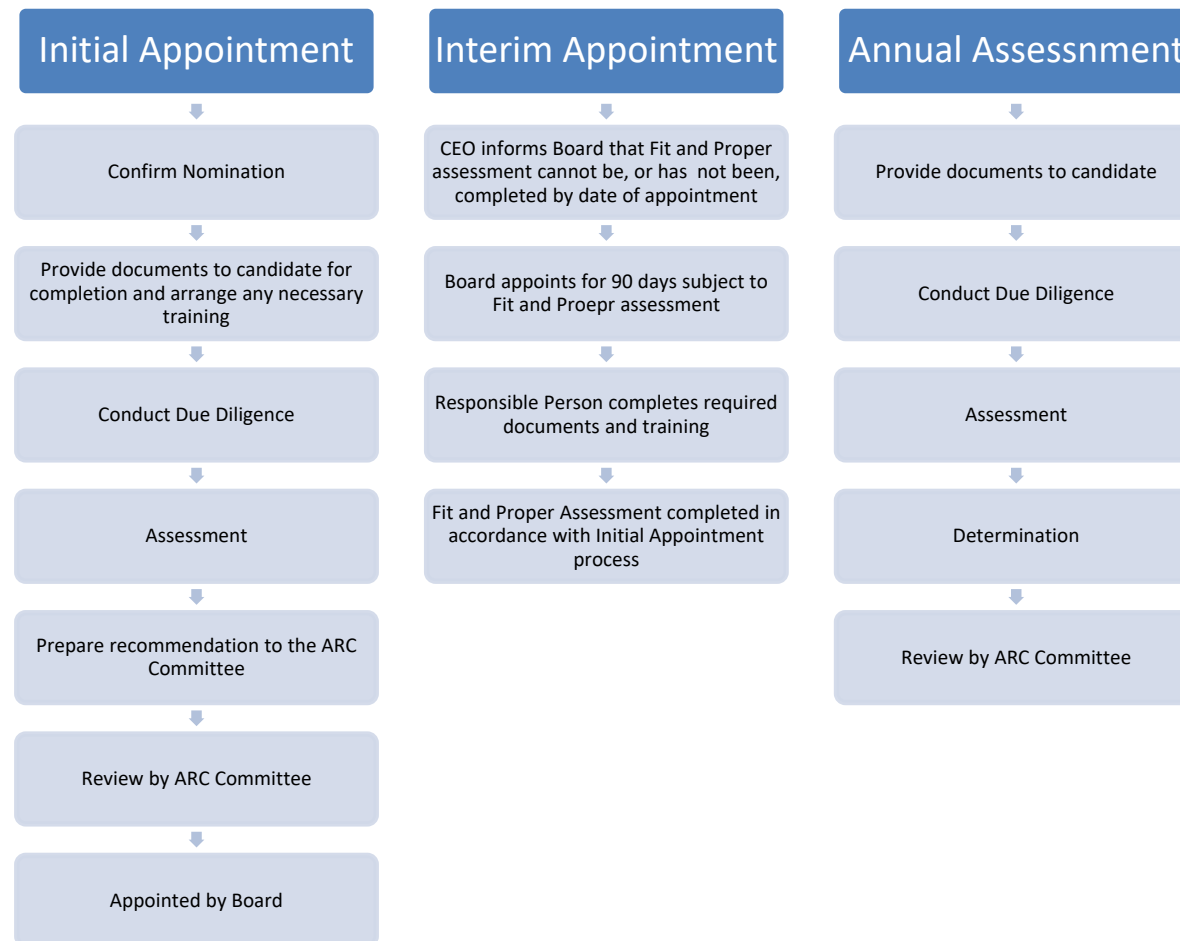 Initial Appointment
Confirm Nomination
Provide documents to candidate for
completion and arrange any necessary
training
Conduct Due Diligence
Assessment
Prepare recommendation to the ARC
Committee
Review by ARC Committee
Appointed by Board
Interim Appointment
CEO informs Board that Fit and Proper
assessment cannot be, or has  not been,
completed by date of appointment
Board appoints for 90 days subject to
Fit and Proepr assessment
Responsible Person completes required
documents and training
Fit and Proper Assessment completed in
accordance with Initial Appointment
process
Annual Assessnment
Provide documents to candidate
Conduct Due Diligence
Assessment
Determination
Review by ARC Committee